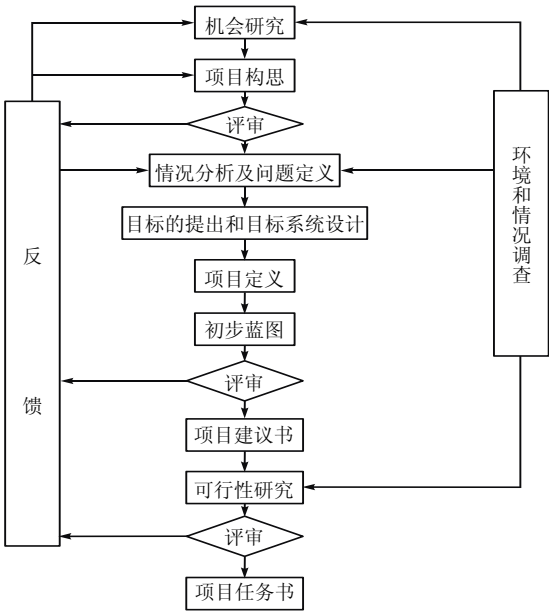 机会研究
项目构思
评审
情况分析及问题定义
目标的提出和目标系统设计
项目定义
初步蓝图
评审
项目建议书
可行性研究
评审
项目任务书
反馈
环境和情况调查